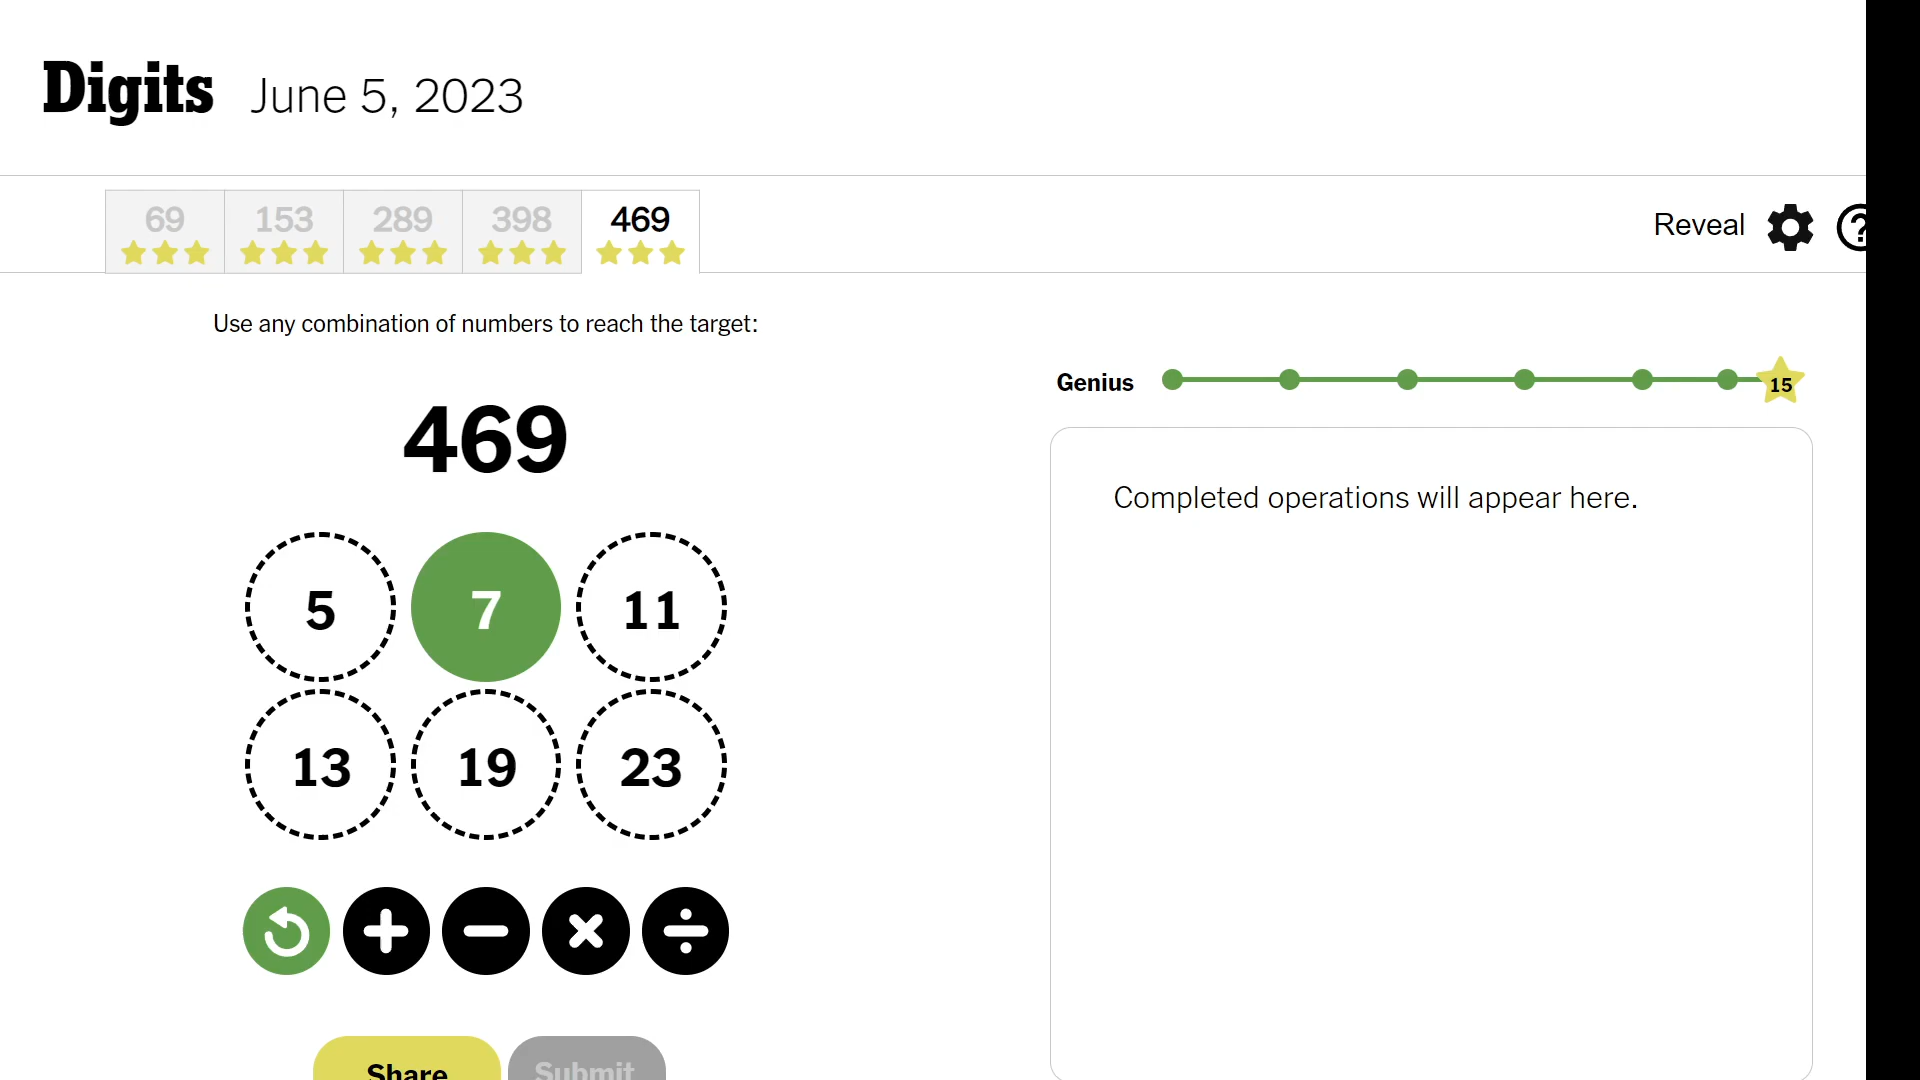 Digits June 5, 2023
69 153 289 398 469
Reveal
?
Use any combination of numbers to reach the target:
Genius 15
469
Completed operations will appear here.
5 7 11
13 19 23
Share Submit